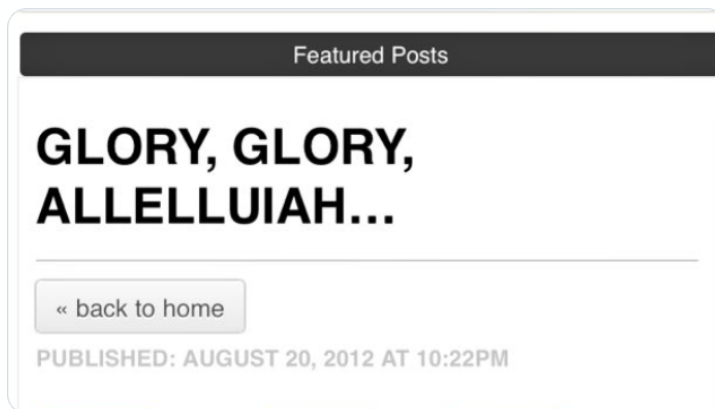 Featured Posts
GLORY, GLORY,
ALLELLUIAH...
« back to home
PUBLISHED: AUGUST 20, 2012 AT 10:22PM